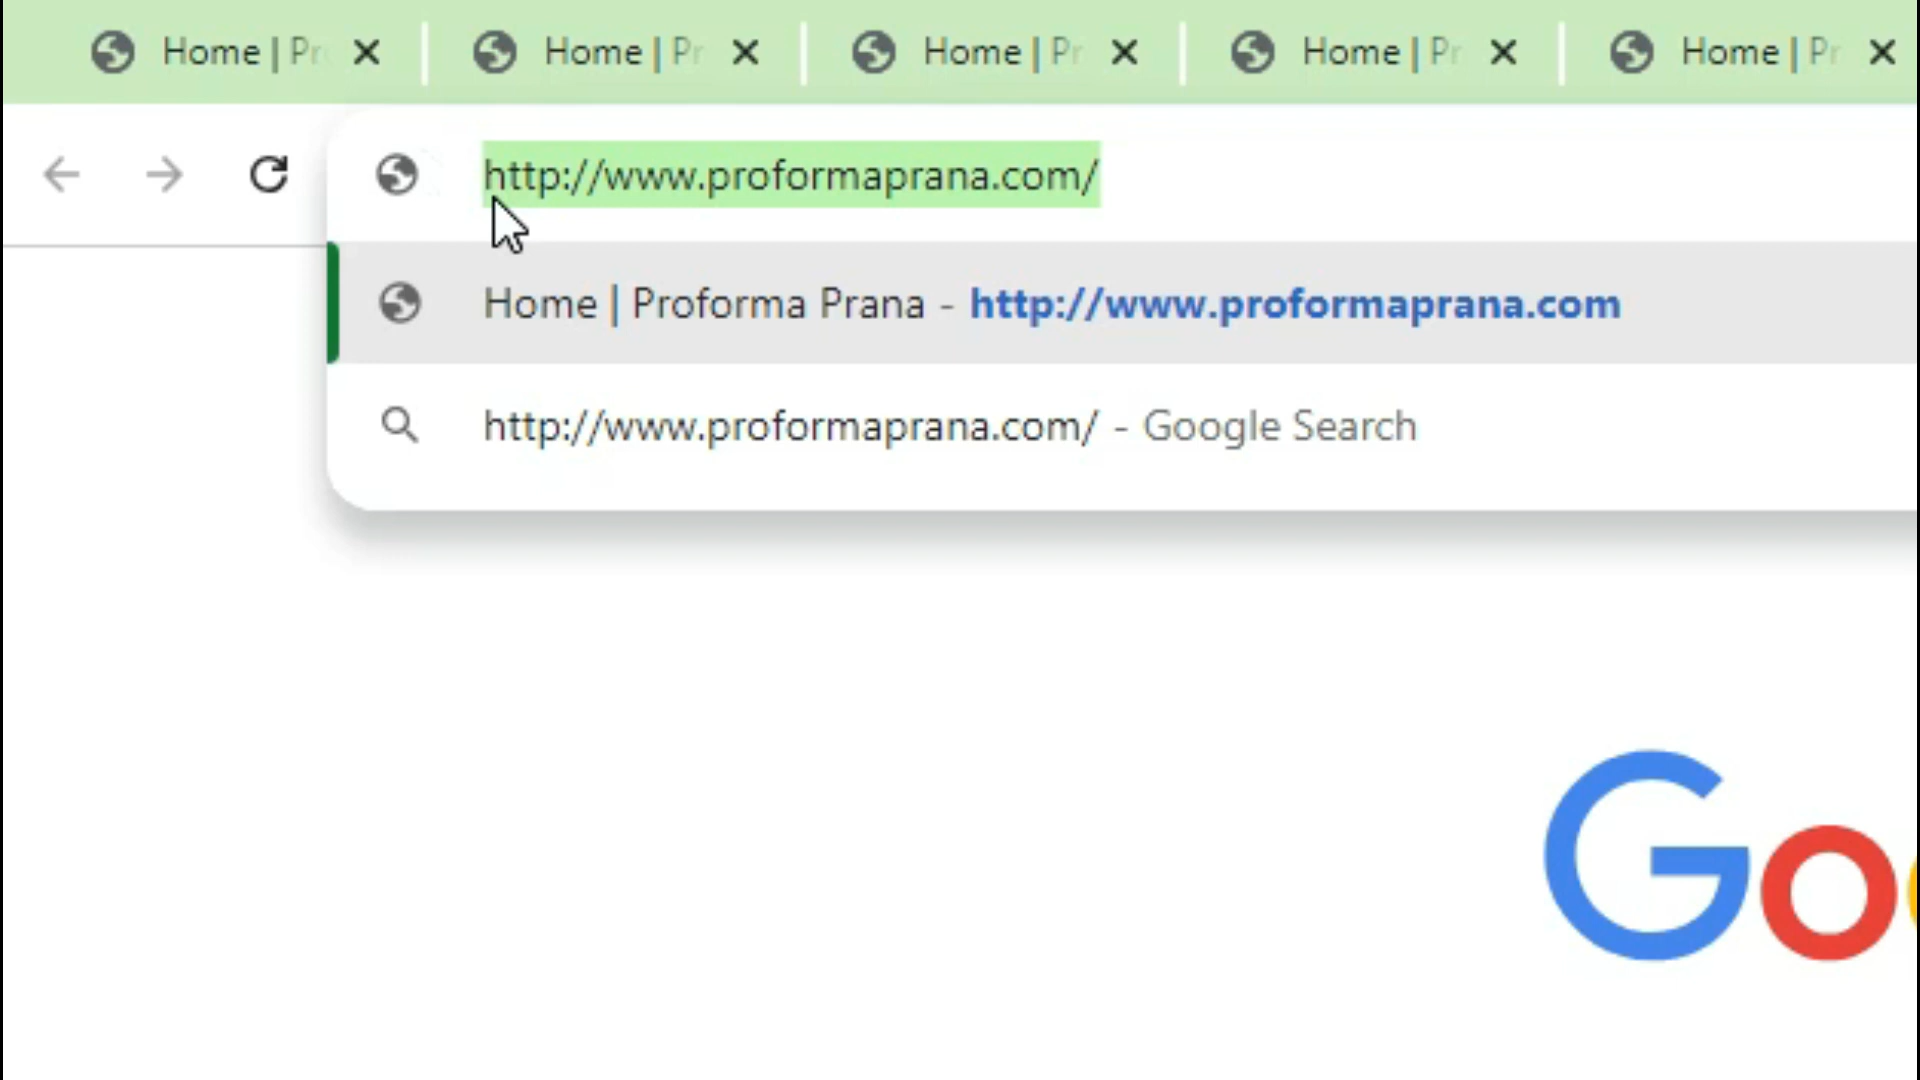 Home | Pr Home | Pr Home | Pr Home | Pr Home | Pr
http://www.proformaprana.com/
Home | Proforma Prana - http://www.proformaprana.com
http://www.proformaprana.com/ - Google Search
Go